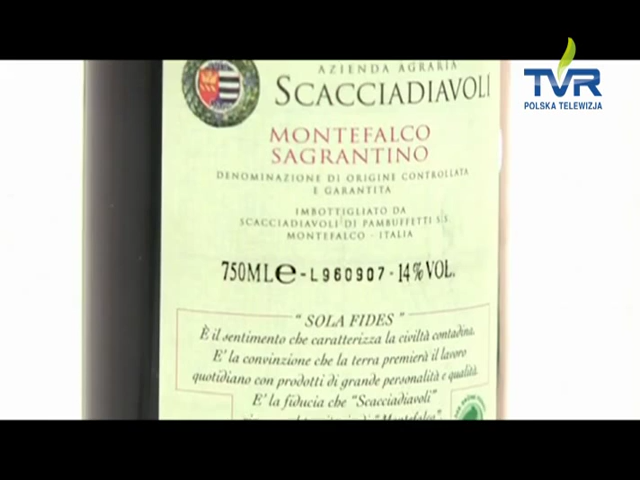 TVR
POLSKA TELEWIZJA
AZIENDA AGRARIA
SCACCIADIAVOLI
MONTEFALCO
SAGRANTINO
DENOMINAZIONE DI ORIGINE CONTROLLATA
E GARANTITA
IMBOTTIGLIATO DA
SCACCIADIAVOLI DI PAMBUFFETTI S.S.
MONTEFALCO - ITALIA
750ML e - L960907 - 14% VOL.
" SOLA FIDES "
È il sentimento che caratterizza la civiltà contadina.
E' la convinzione che la terra premierà il lavoro
quotidiano con prodotti di grande personalità e qualità.
E' la fiducia che "Scacciadiavoli"
"Montefalco".